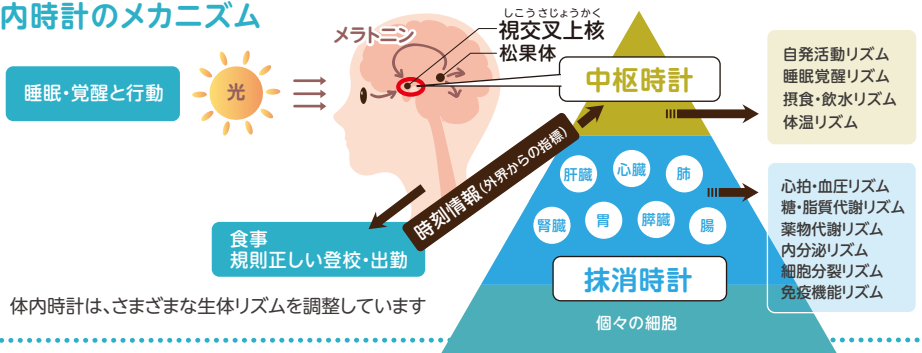 内時計のメカニズム
睡眠・覚醒と行動
光
メラトニン
しこうさじょうかく
視交叉上核
松果体
中枢時計
自発活動リズム
睡眠覚醒リズム
摂食・飲水リズム
体温リズム
時刻情報(外界からの指標)
食事
規則正しい登校・出勤
肝臓
心臓
肺
腎臓
胃
膵臓
腸
心拍・血圧リズム
糖・脂質代謝リズム
薬物代謝リズム
内分泌リズム
細胞分裂リズム
免疫機能リズム
抹消時計
個々の細胞
体内時計は、さまざまな生体リズムを調整しています